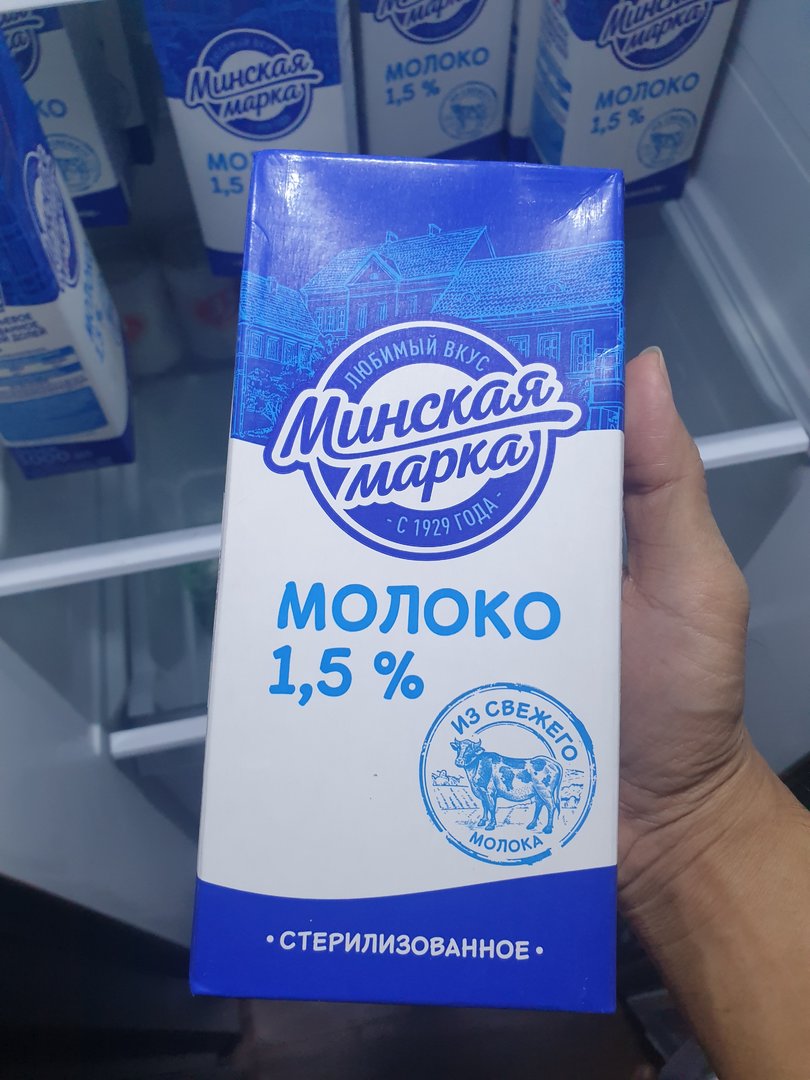 Минская
марка
МОЛОКО
1,5 %
Минская
марка
МОЛОКО
1,5 %
ЛЮБИМЫЙ ВКУС
Минская
марка
- С 1929 ГОДА -
МОЛОКО
1,5 %
ИЗ СВЕЖЕГО
МОЛОКА
• СТЕРИЛИЗОВАННОЕ •